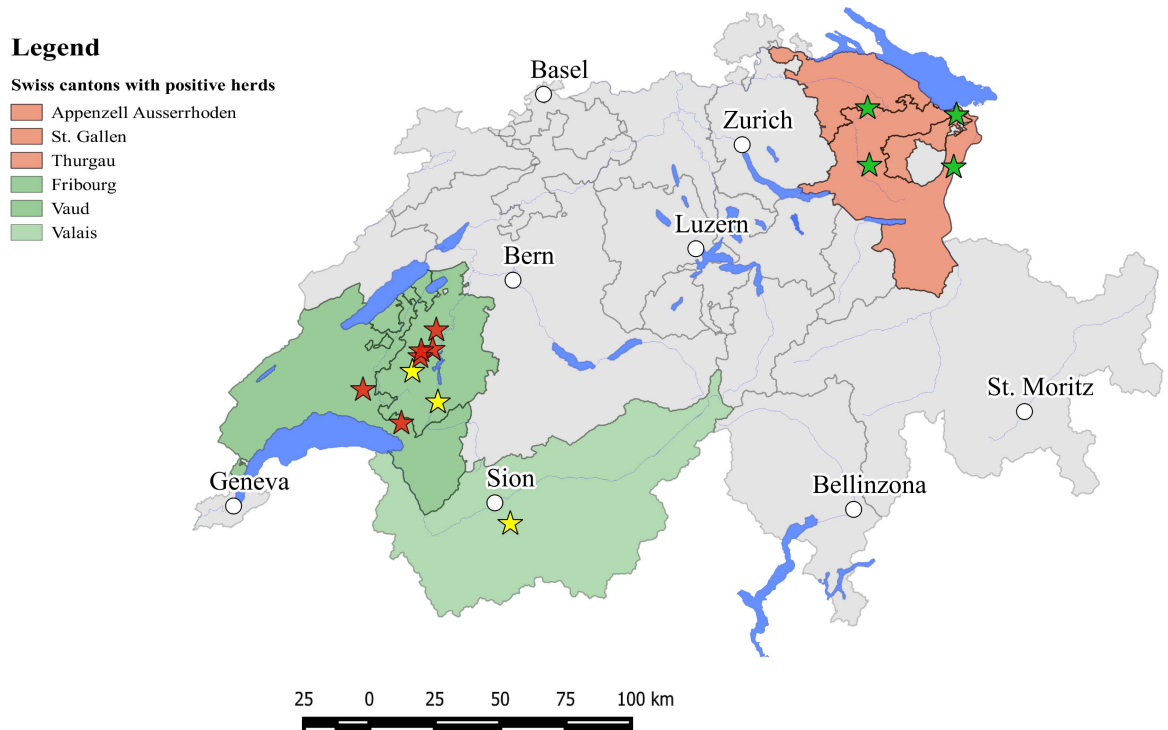 Legend
Swiss cantons with positive herds
Appenzell Ausserrhoden
St. Gallen
Thurgau
Fribourg
Vaud
Valais
Basel
Zurich
Luzern
Bern
St. Moritz
Sion
Geneva
Bellinzona
25 0 25 50 75 100 km